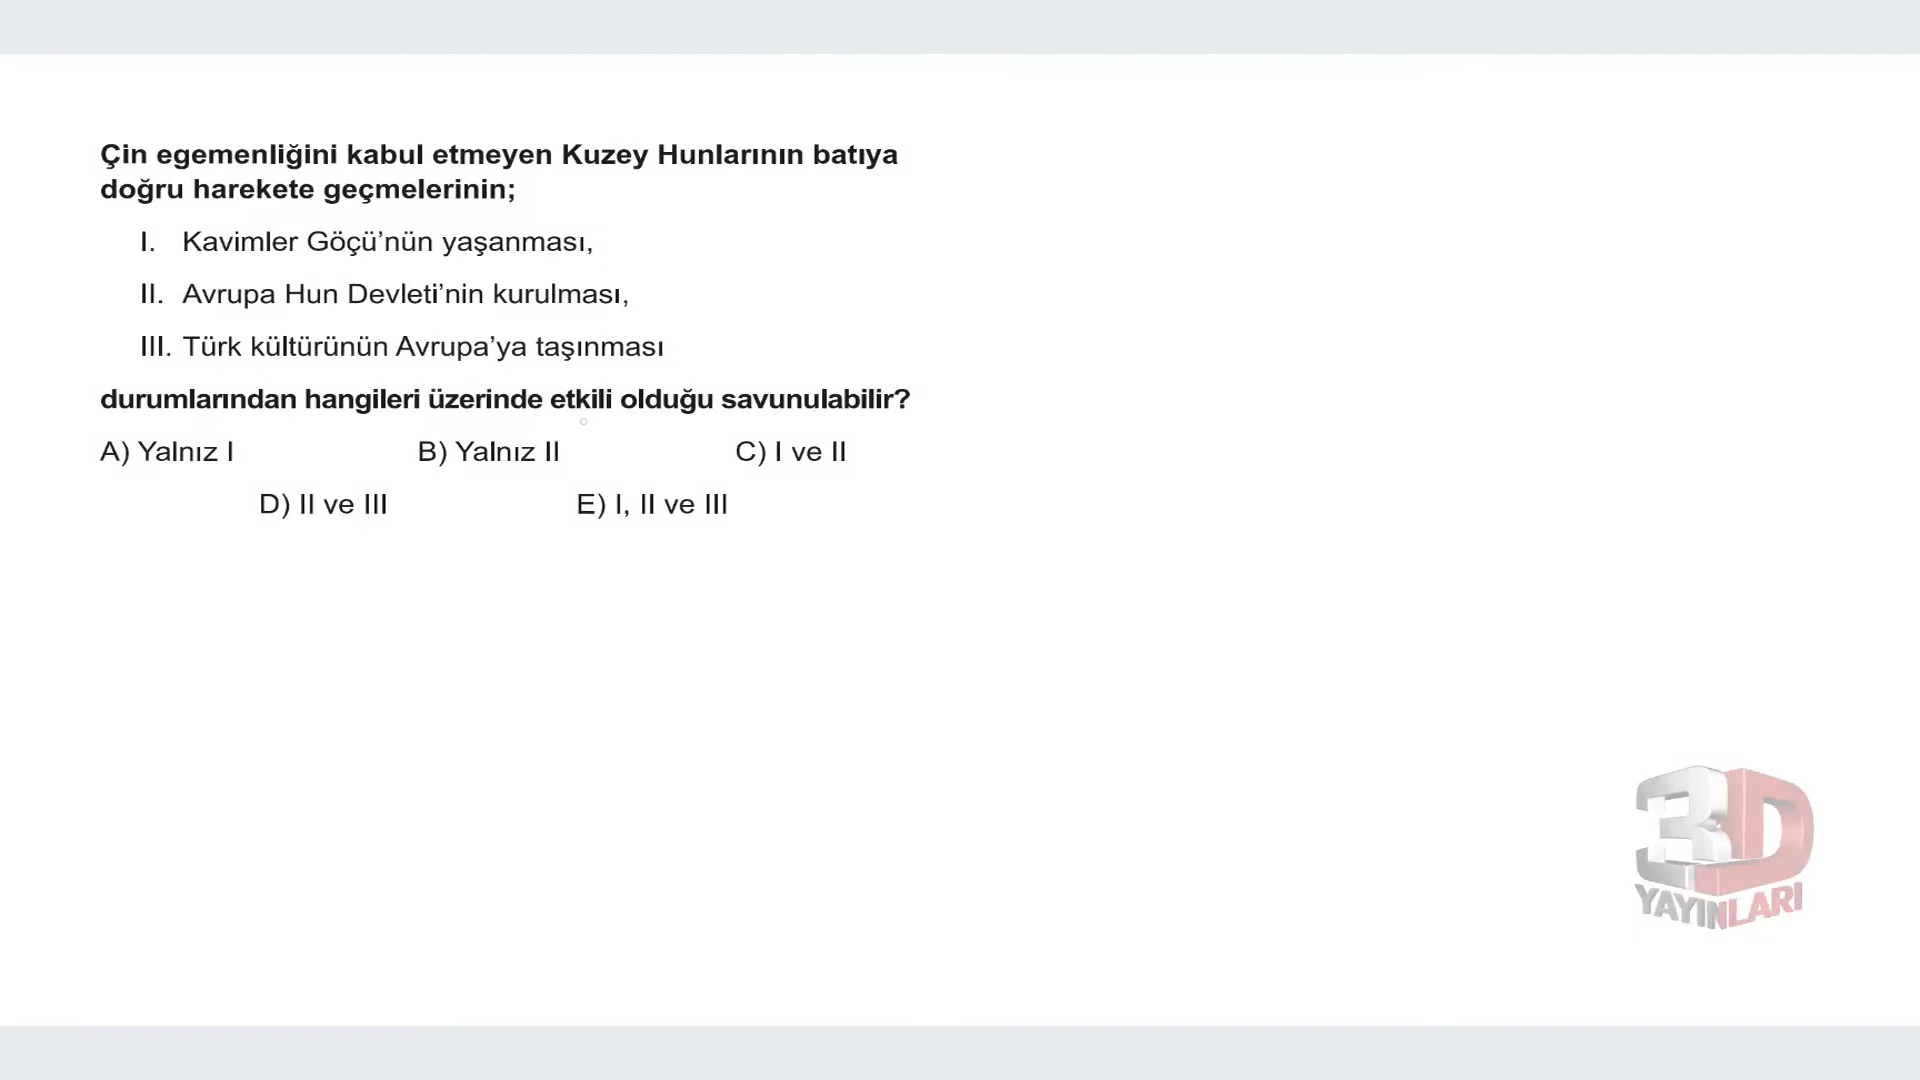 Çin egemenliğini kabul etmeyen Kuzey Hunlarının batıya
doğru harekete geçmelerinin;
I. Kavimler Göçü’nün yaşanması,
II. Avrupa Hun Devleti’nin kurulması,
III. Türk kültürünün Avrupa’ya taşınması
durumlarından hangileri üzerinde etkili olduğu savunulabilir?
A) Yalnız I B) Yalnız II C) I ve II
D) II ve III E) I, II ve III
3D
YAYINLARI